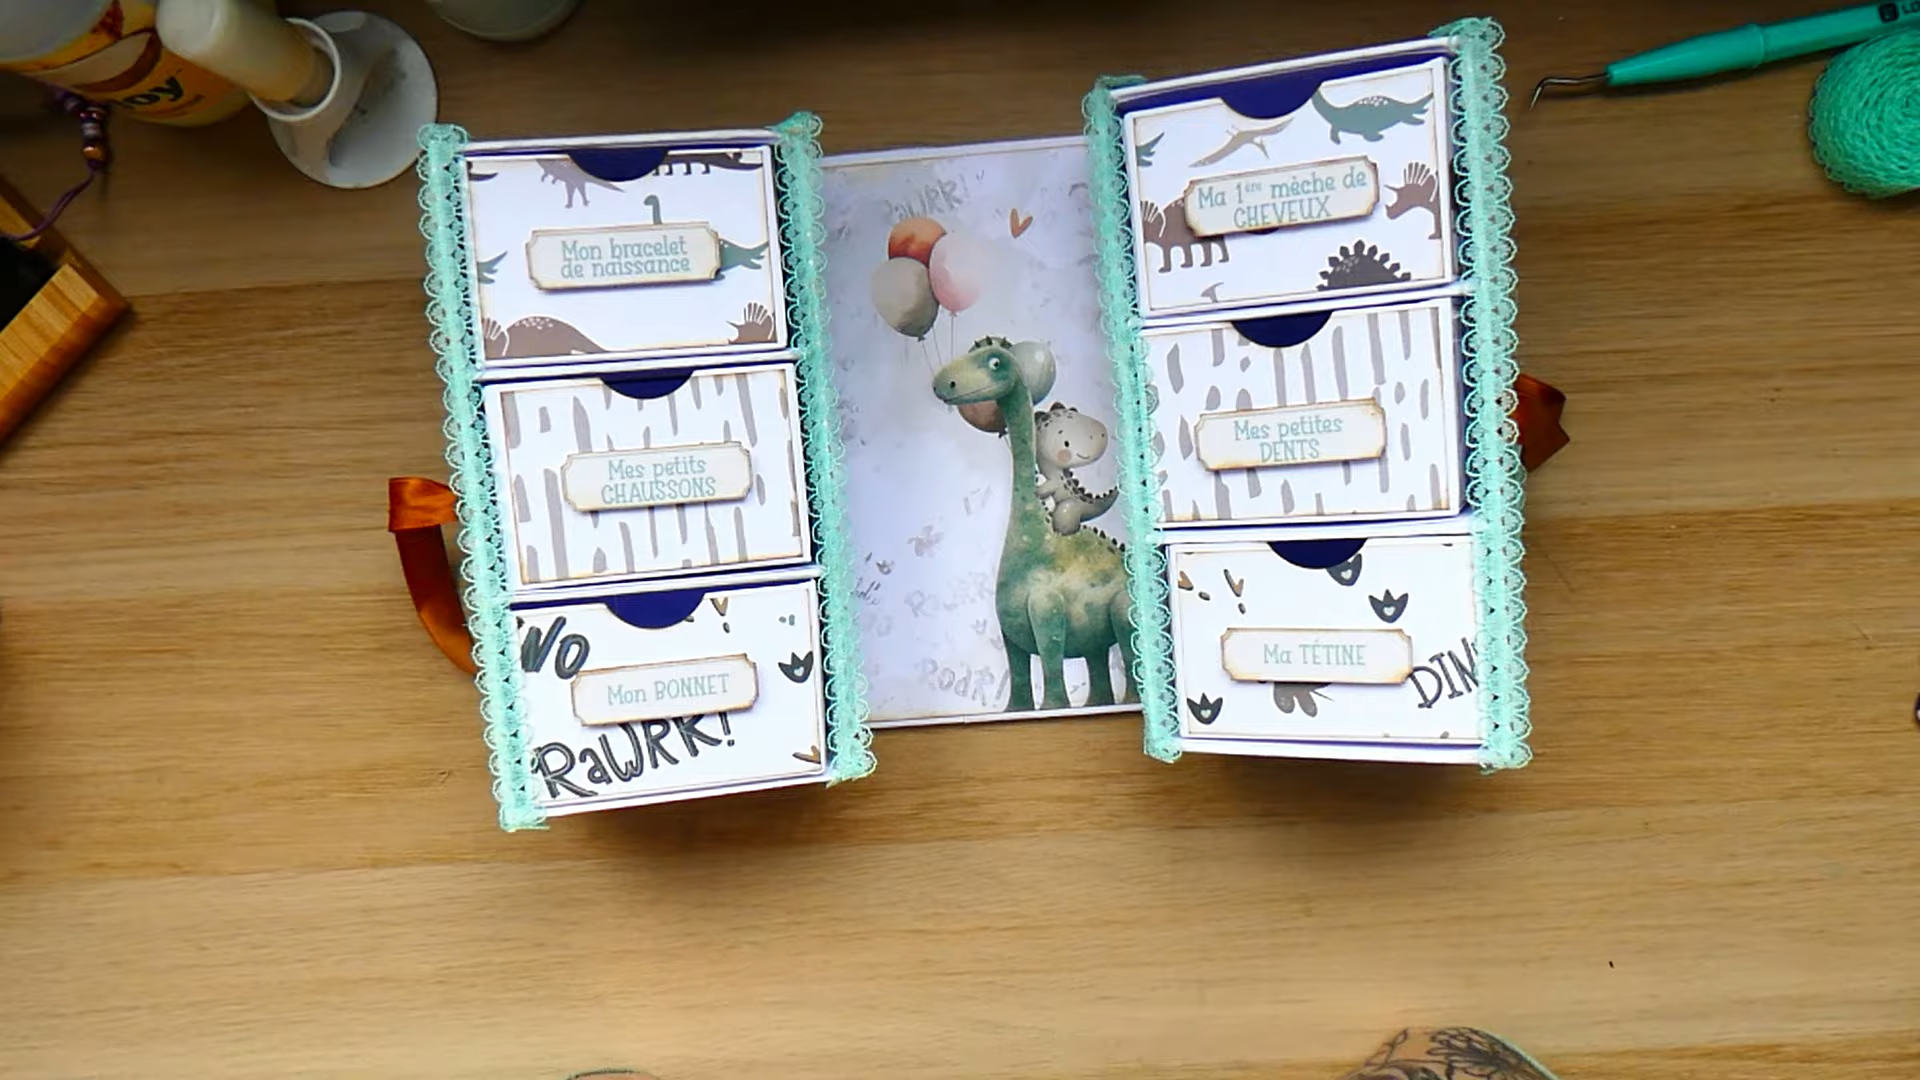 Mon bracelet
de naissance
Mes petits
CHAUSSONS
Mon BONNET
RaWRK!
RaWRK!
Ma 1ère mèche de
CHEVEUX
Mes petites
DENTS
Ma TÉTINE
DIN